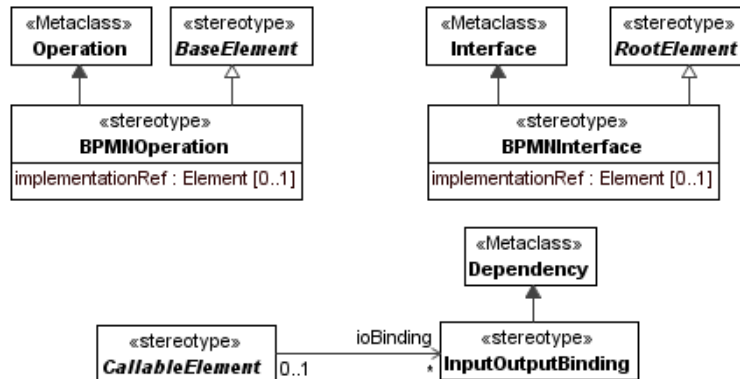 «Metaclass»
Operation
«stereotype»
BaseElement
«stereotype»
BPMNOperation
implementationRef : Element [0..1]
«Metaclass»
Interface
«stereotype»
RootElement
«stereotype»
BPMNInterface
implementationRef : Element [0..1]
«Metaclass»
Dependency
«stereotype»
CallableElement
0..1
ioBinding
*
«stereotype»
InputOutputBinding